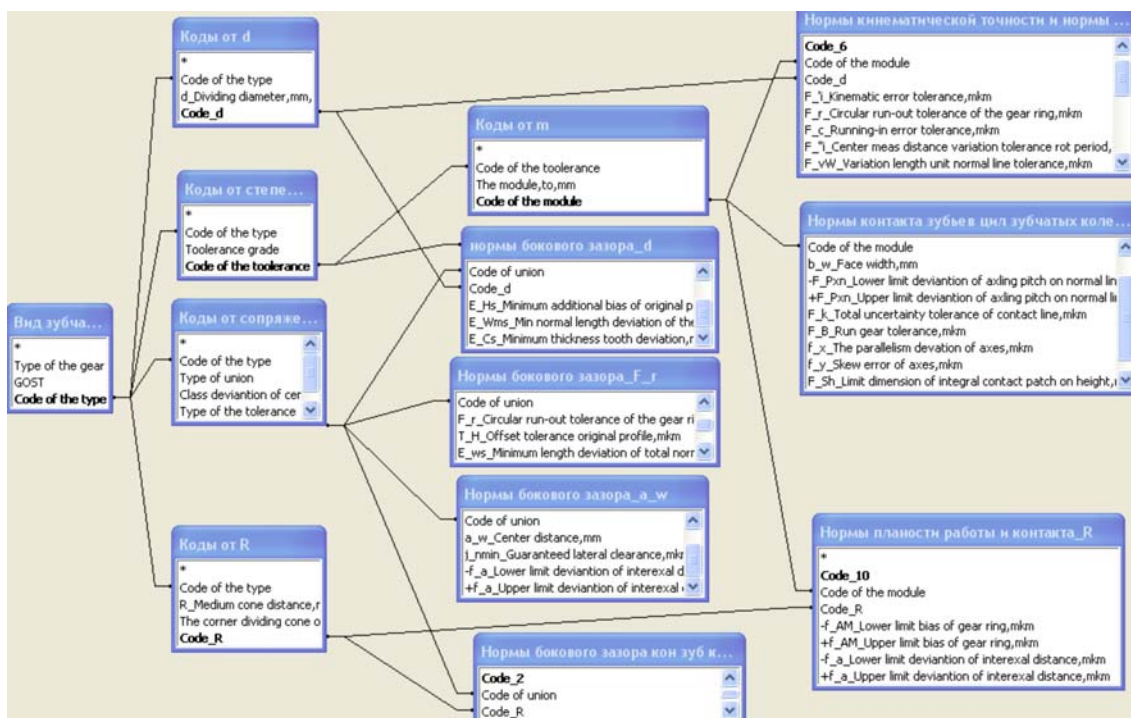 Вид зубча...
*
Type of the gear
GOST
Code of the type
Коды от d
*
Code of the type
d_Dividing diameter,mm,
Code_d
Коды от степе...
*
Code of the type
Toolerance grade
Code of the toolerance
Коды от сопряже...
*
Code of the type
Type of union
Class deviantion of cer
Type of the tolerance
Коды от R
*
Code of the type
R_Medium cone distance,r
The corner dividing cone o
Code_R
Коды от m
*
Code of the toolerance
The module,to,mm
Code of the module
нормы бокового зазора_d
Code of union
Code_d
E_Hs_Minimum additional bias of original p
E_Wms_Min normal length deviation of the
E_Cs_Minimum thickness tooth deviation,r
Нормы бокового зазора_F_r
Code of union
F_r_Circular run-out tolerance of the gear ri
T_H_Offset tolerance original profile,mkm
E_ws_Minimum length deviation of total norr
Нормы бокового зазора_a_w
Code of union
a_w_Center distance,mm
j_nmin_Guaranteed lateral clearance,mkr
-f_a_Lower limit deviantion of interexal d
+f_a_Upper limit deviantion of interexal
Нормы бокового зазора кон зуб к...
Code_2
Code of union
Code_R
Нормы кинематической точности и нормы ...
Code_6
Code of the module
Code_d
F_'i_Kinematic error tolerance,mkm
F_r_Circular run-out tolerance of the gear ring,mkm
F_c_Running-in error tolerance,mkm
F_"i_Center meas distance variation tolerance rot period,
F_vW_Variation length unit normal line tolerance,mkm
Нормы контакта зубьев цил зубчатых коле...
Code of the module
b_w_Face width,mm
-F_Pxn_Lower limit deviantion of axling pitch on normal lin
+F_Pxn_Upper limit deviantion of axling pitch on normal li
F_k_Total uncertainty tolerance of contact line,mkm
F_B_Run gear tolerance,mkm
f_x_The parallelism devation of axes,mkm
f_y_Skew error of axes,mkm
F_Sh_Limit dimension of integral contact patch on height,r
Нормы планости работы и контакта_R
*
Code_10
Code of the module
Code_R
-f_AM_Lower limit bias of gear ring,mkm
+f_AM_Upper limit bias of gear ring,mkm
-f_a_Lower limit deviantion of interexal distance,mkm
+f_a_Upper limit deviantion of interexal distance,mkm